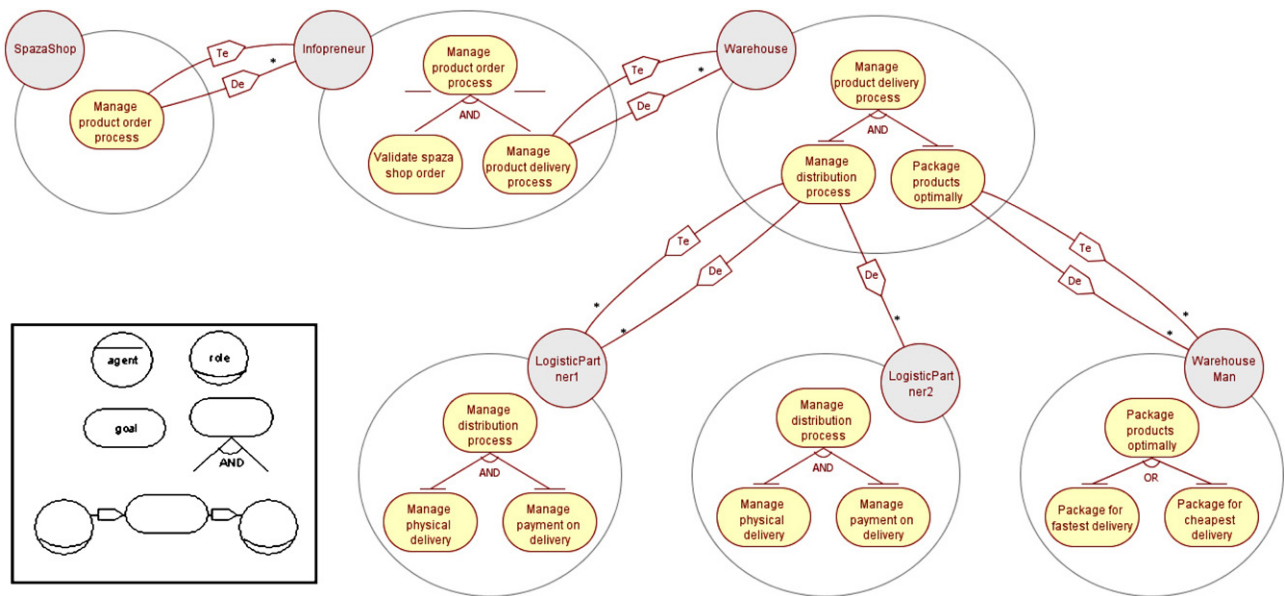 SpazaShop
Te
De
*
Manage
product order
process
Infopreneur
Manage
product order
process
AND
Validate spaza
shop order
Manage
product delivery
process
Te
De
*
Warehouse
Manage
product delivery
process
AND
Manage
distribution
process
Package
products
optimally
Te
De
*
*
De
*
Te
De
*
*
agent
role
goal
AND
LogisticPart
ner1
Manage
distribution
process
AND
Manage
physical
delivery
Manage
payment on
delivery
LogisticPart
ner2
Manage
distribution
process
AND
Manage
physical
delivery
Manage
payment on
delivery
Warehouse
Man
Package
products
optimally
OR
Package for
fastest delivery
Package for
cheapest
delivery